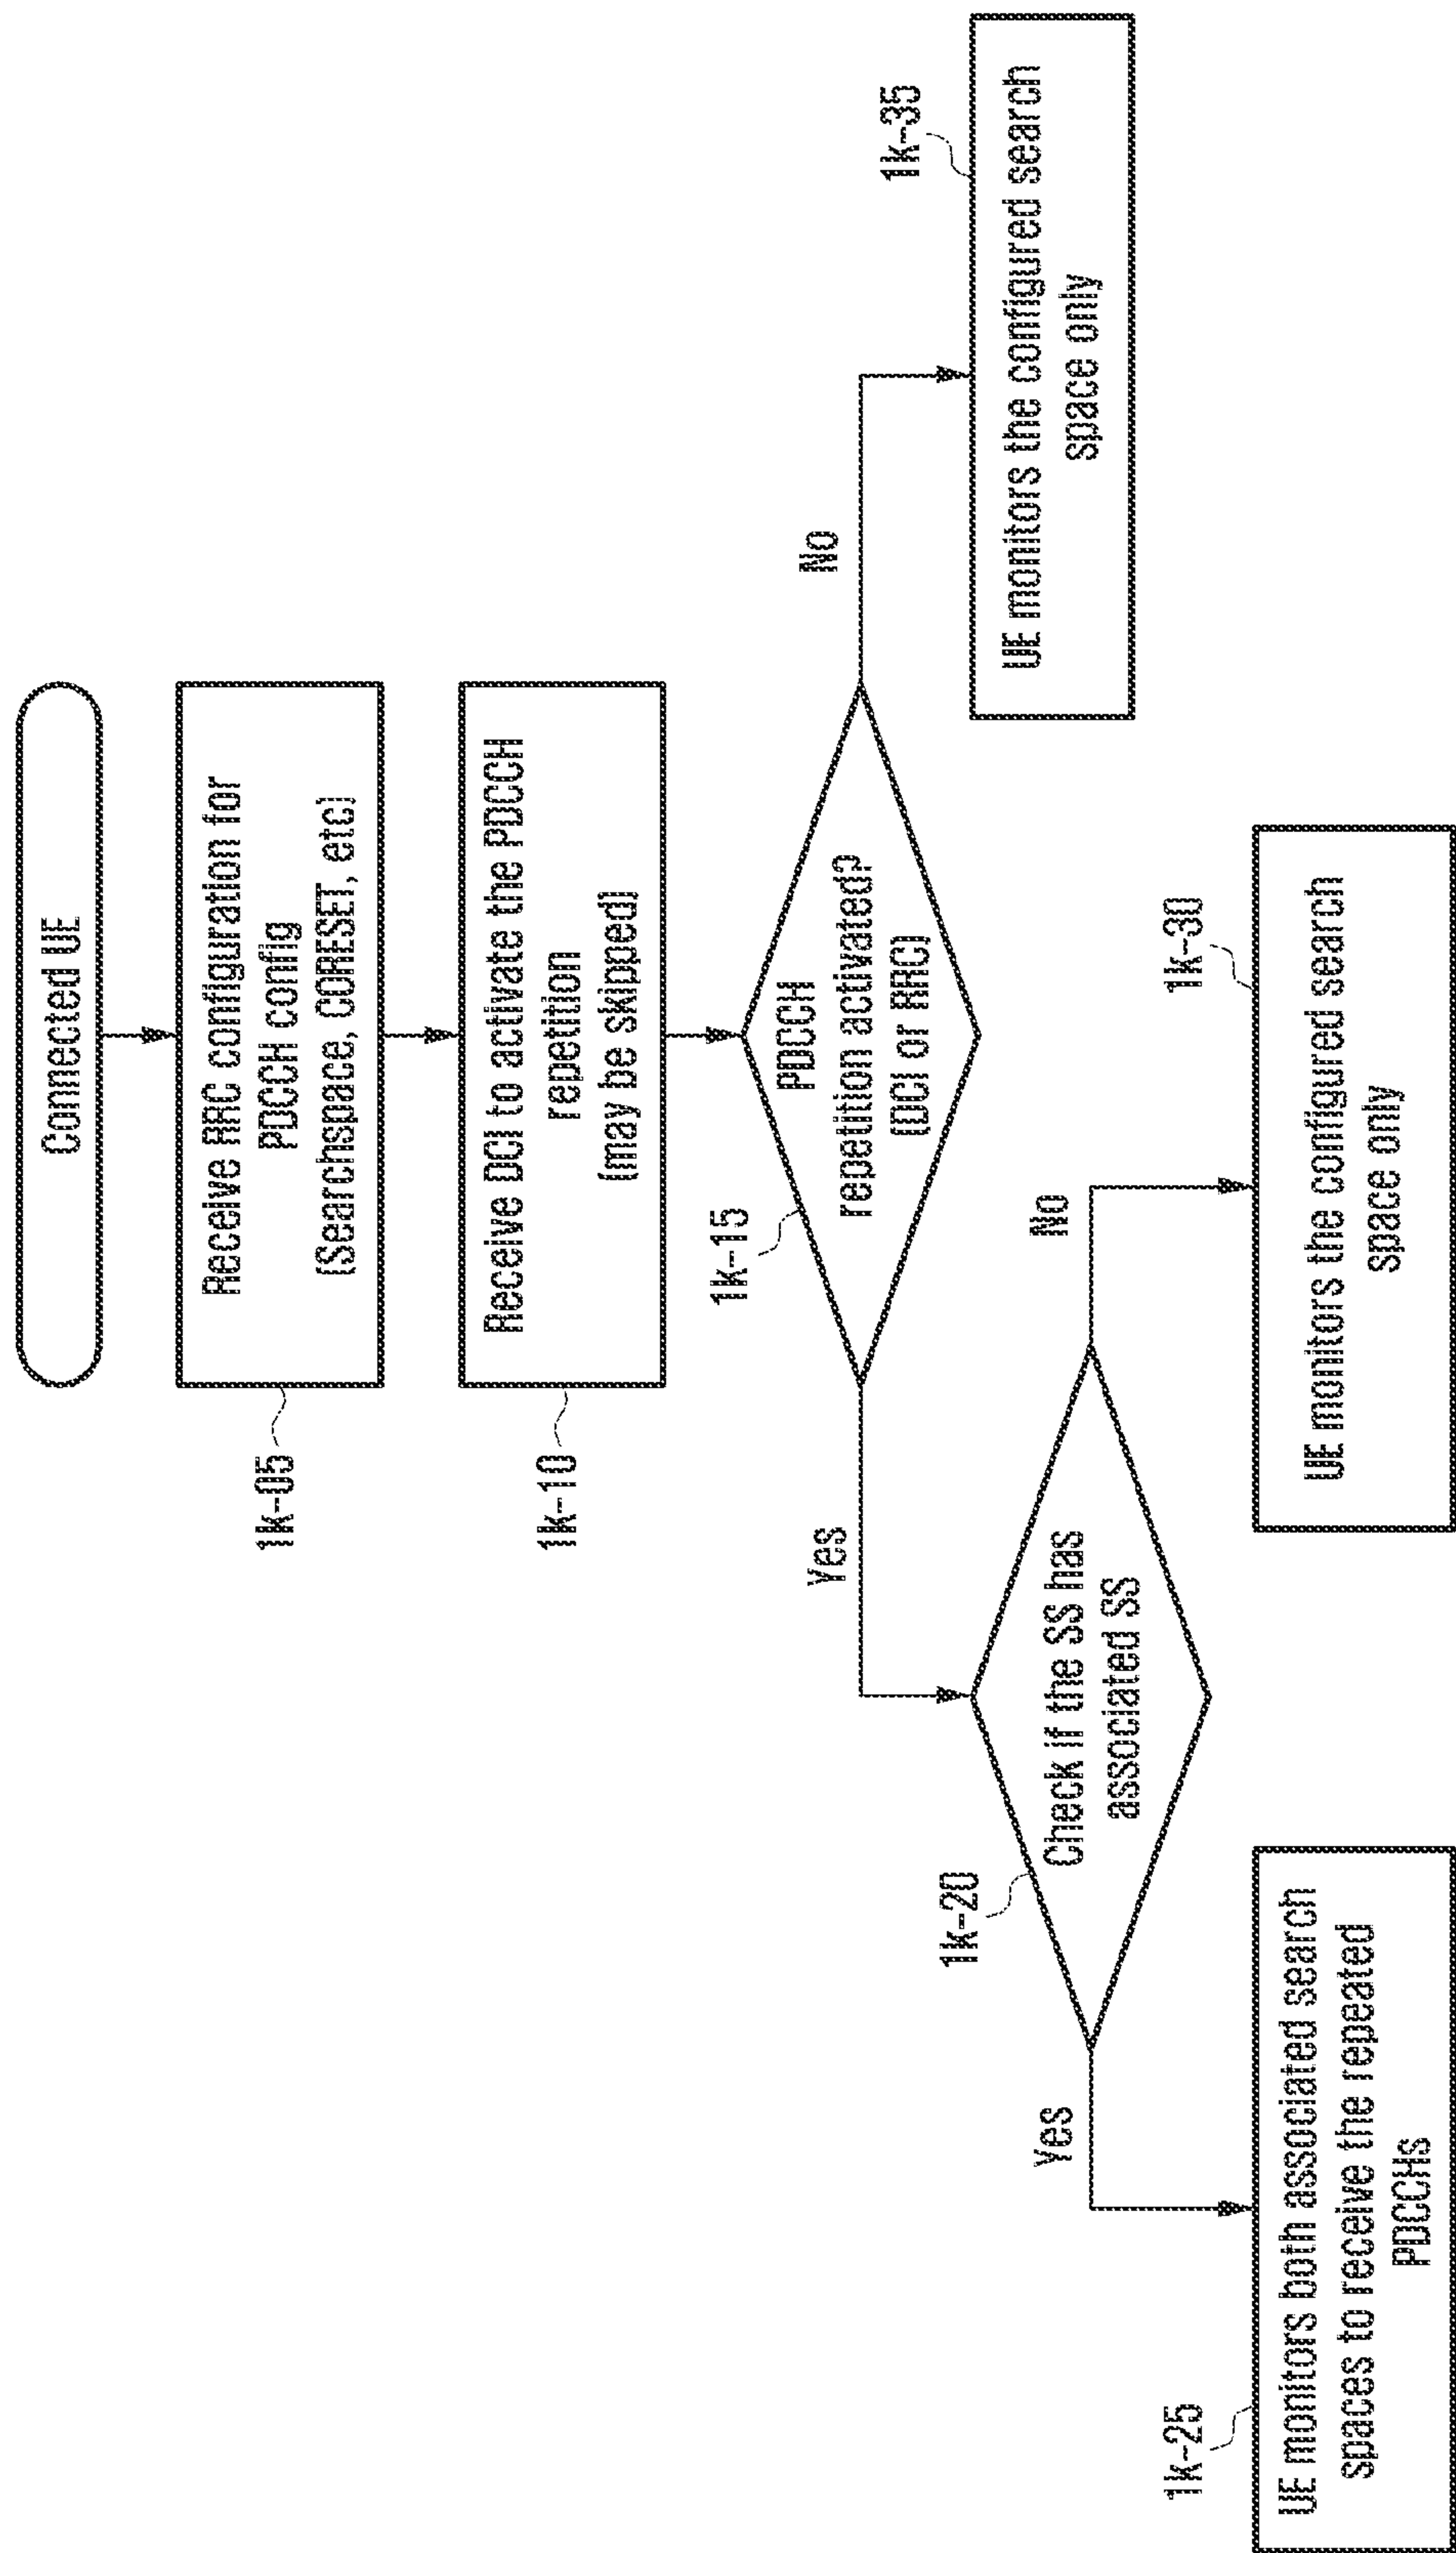 Connected UE
Receive RRC configuration for
PDCCH config
(Searchspace, CORESET, etc)
1k-05
Receive DCI to activate the PDCCH
repetition
(may be skipped)
1k-10
1k-15
PDCCH
repetition activated?
(DCI or RRC)
Yes
No
1k-20
Check if the SS has
associated SS
1k-35
UE monitors the configured search
space only
Yes
No
1k-25
UE monitors both associated search
spaces to receive the repeated
PDCCHs
1k-30
UE monitors the configured search
space only